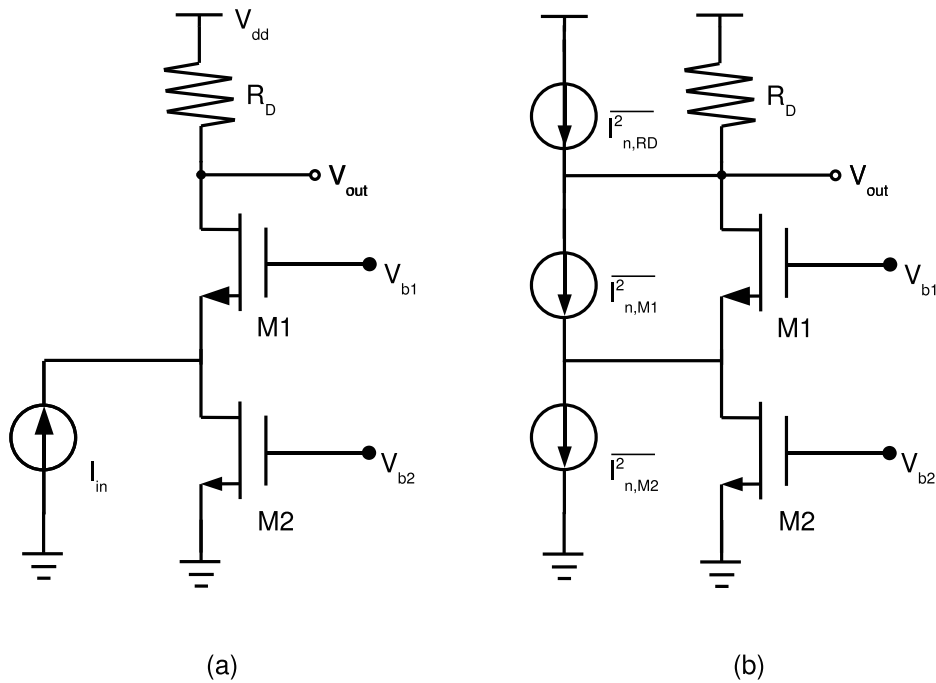 V_dd
R_D
R_D
I²_n,RD
V_out
V_out
V_b1
I²_n,M1
V_b1
M1
M1
I_in
V_b2
I²_n,M2
V_b2
M2
M2
(a)
(b)